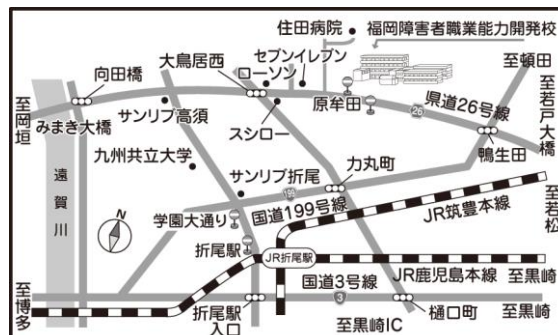 住田病院
福岡障害者職業能力開発校
セブンイレブン
大鳥居西
ローソン
至頓田
向田橋
原牟田
県道26号線
26
至若戸大橋
至岡垣
みまき大橋
サンリブ高須
スシロー
鴨生田
九州共立大学
サンリブ折尾
力丸町
199
遠賀川
N
学園大通り
国道199号線
至若松
JR筑豊本線
折尾駅
JR折尾駅
JR鹿児島本線
至黒崎
国道3号線
3
至博多
折尾駅入口
至黒崎IC
樋口町
至黒崎